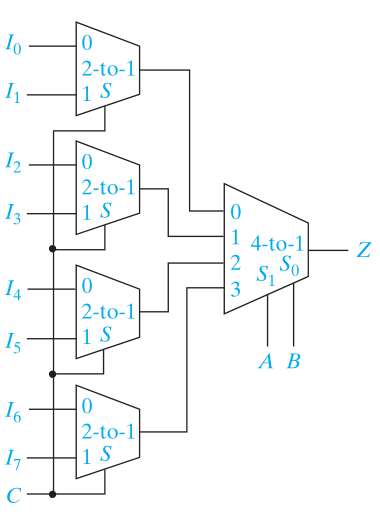 I0 0
2-to-1
I1 1 S
I2 0
2-to-1
I3 1 S
0
1 4-to-1 Z
2 S1 S0
3
I4 0
2-to-1
I5 1 S
A B
I6 0
2-to-1
I7 1 S
C